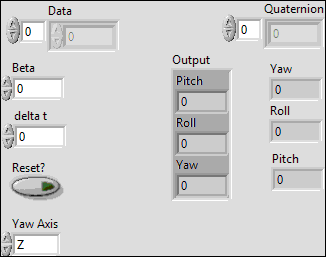 Data
Quaternion
0
0
0
0
Beta
0
Output
Pitch
0
Yaw
0
delta t
0
Roll
0
Roll
0
Reset?
Yaw
0
Pitch
0
Yaw Axis
Z